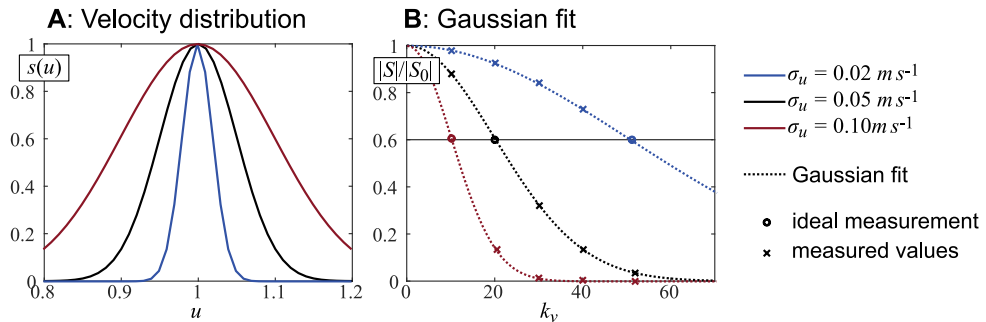 A: Velocity distribution
1
s(u)
0.8
0.6
0.4
0.2
0
0.8
0.9
1
1.1
1.2
u
B: Gaussian fit
1
|S|/|S₀|
0.8
0.6
0.4
0.2
0
0
20
40
60
kᵥ
σᵤ = 0.02 m s⁻¹
σᵤ = 0.05 m s⁻¹
σᵤ = 0.10 m s⁻¹
Gaussian fit
ideal measurement
measured values